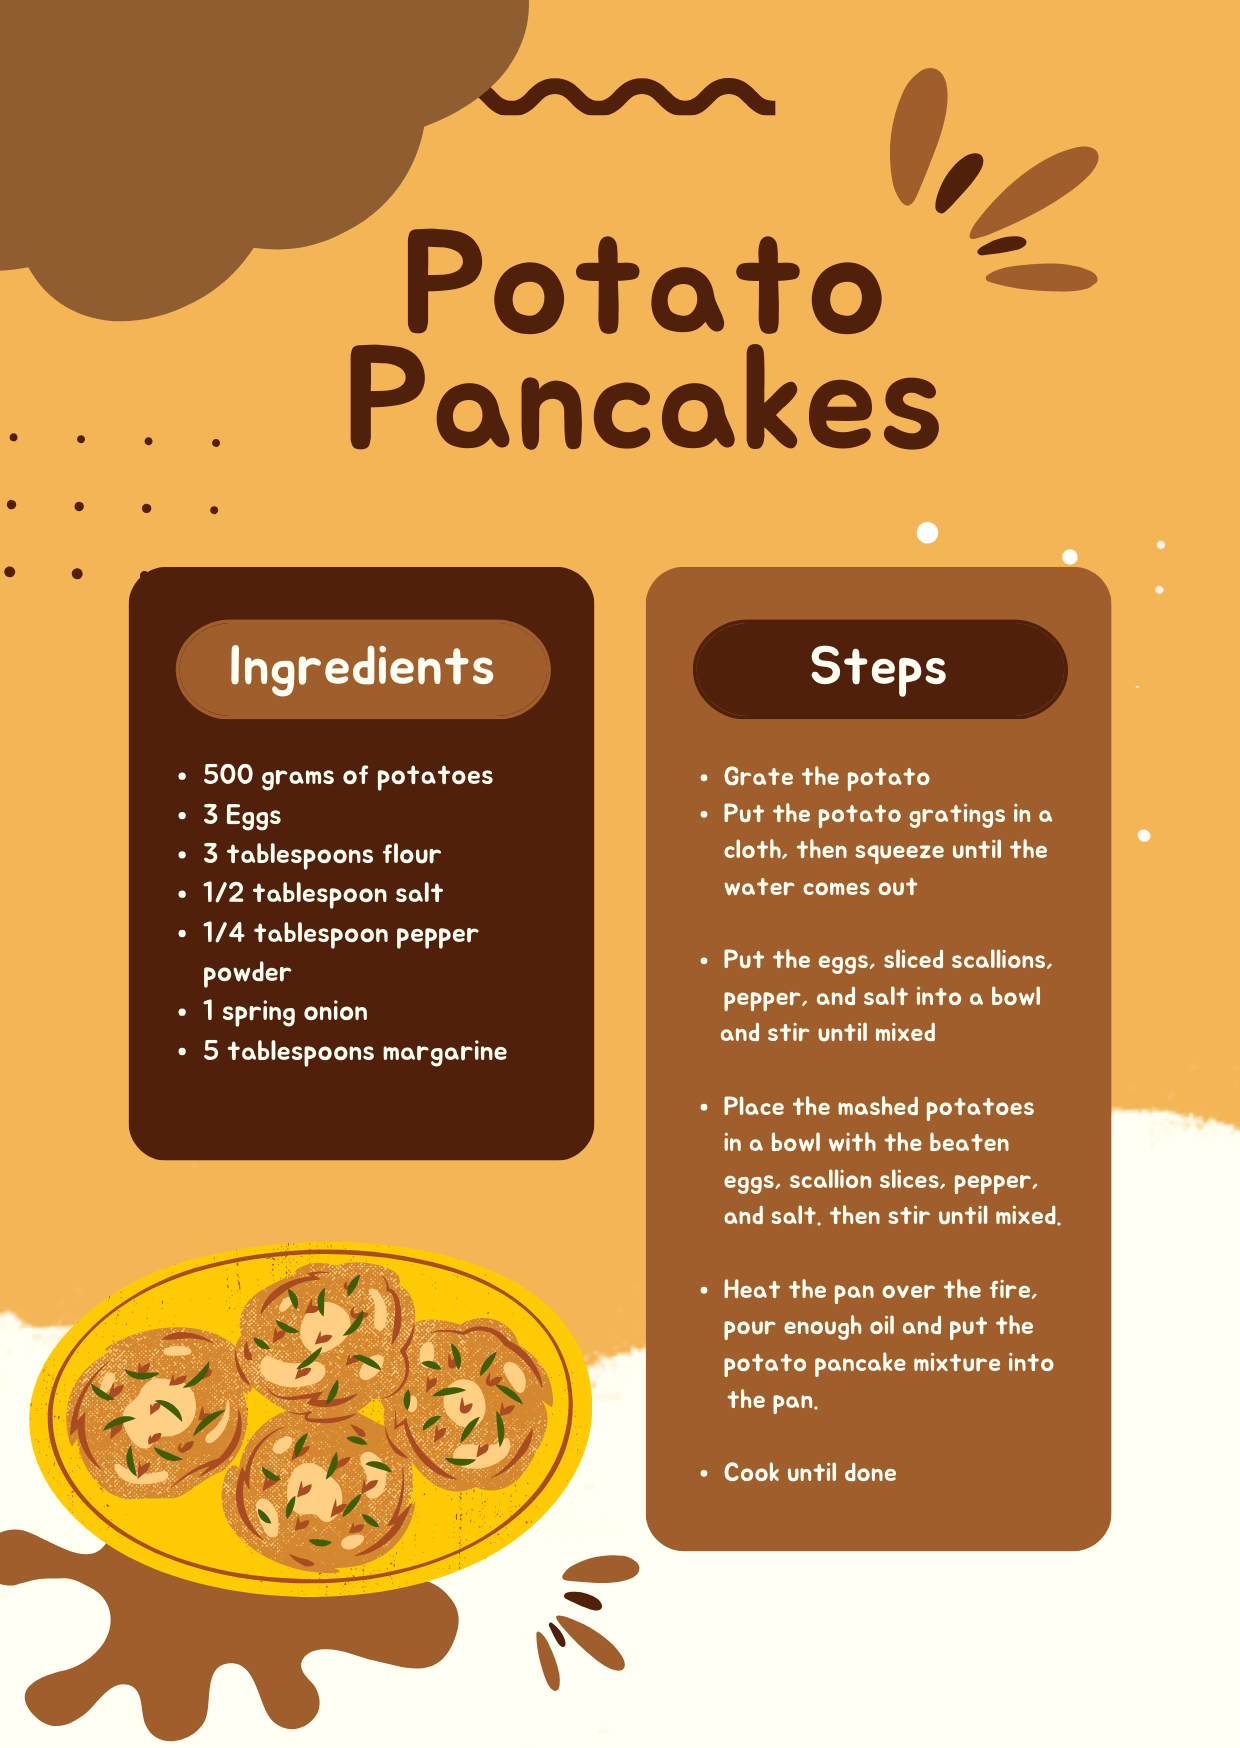 Potato
Pancakes
Ingredients
• 500 grams of potatoes
• 3 Eggs
• 3 tablespoons flour
• 1/2 tablespoon salt
• 1/4 tablespoon pepper
powder
• 1 spring onion
• 5 tablespoons margarine
Steps
• Grate the potato
• Put the potato gratings in a
cloth, then squeeze until the
water comes out
• Put the eggs, sliced scallions,
pepper, and salt into a bowl
and stir until mixed
• Place the mashed potatoes
in a bowl with the beaten
eggs, scallion slices, pepper,
and salt. then stir until mixed.
• Heat the pan over the fire,
pour enough oil and put the
potato pancake mixture into
the pan.
• Cook until done